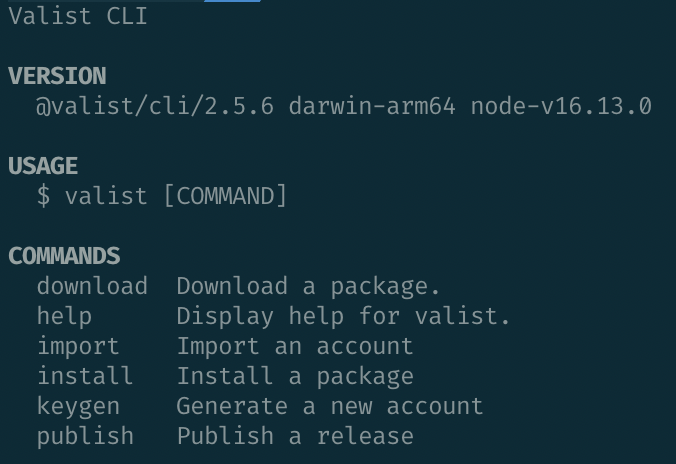 Valist CLI
VERSION
@valist/cli/2.5.6 darwin-arm64 node-v16.13.0
USAGE
$ valist [COMMAND]
COMMANDS
download  Download a package.
help      Display help for valist.
import    Import an account
install   Install a package
keygen    Generate a new account
publish   Publish a release